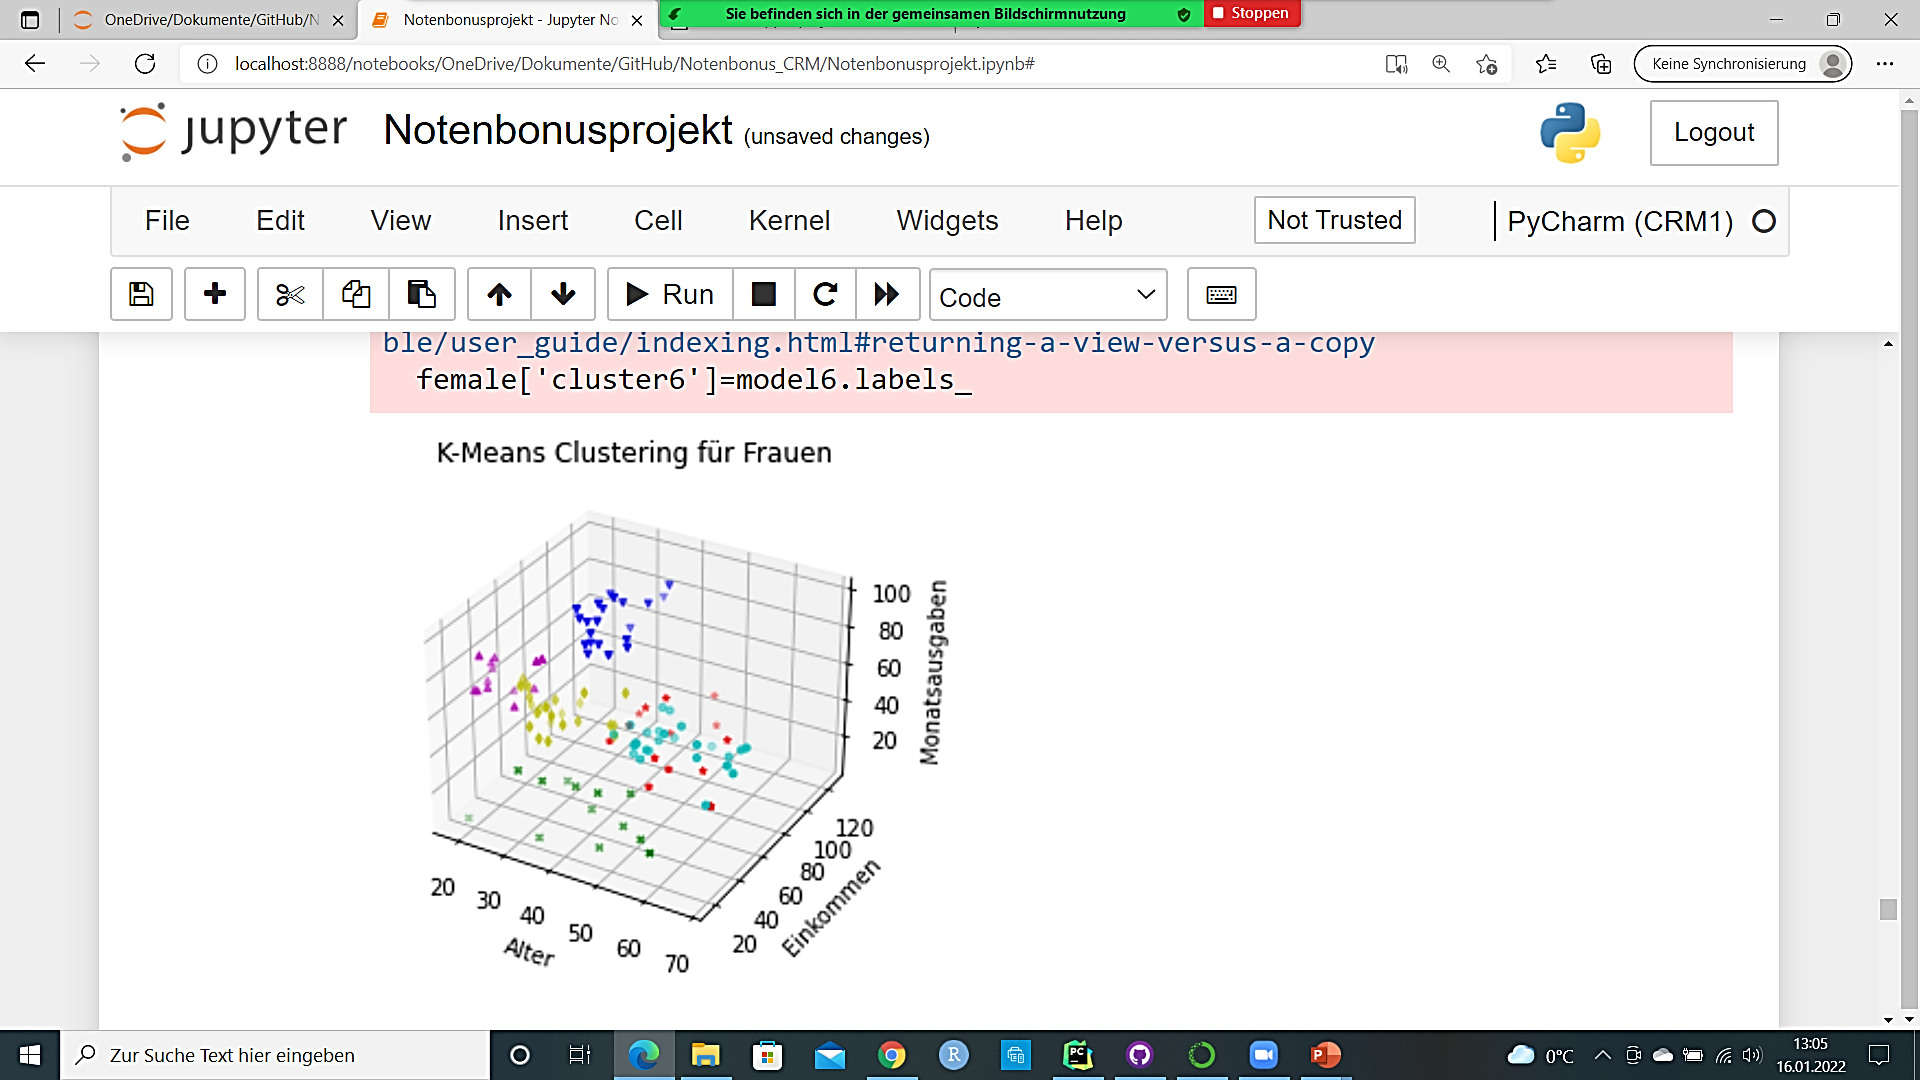 OneDrive/Dokumente/GitHub/N
Notenbonusprojekt - Jupyter No
Sie befinden sich in der gemeinsamen Bildschirmnutzung
Stoppen
localhost:8888/notebooks/OneDrive/Dokumente/GitHub/Notenbonus_CRM/Notenbonusprojekt.ipynb#
Keine Synchronisierung
jupyter Notenbonusprojekt (unsaved changes)
Logout
File Edit View Insert Cell Kernel Widgets Help
Not Trusted
PyCharm (CRM1)
Run
Code
ble/user_guide/indexing.html#returning-a-view-versus-a-copy
female['cluster6']=model6.labels_
K-Means Clustering für Frauen
100
80
60
40
20
Monatsausgaben
120
100
80
60
40
20
Einkommen
20 30 40 50 60 70
Alter
Zur Suche Text hier eingeben
R
PC
P
0°C
13:05
16.01.2022